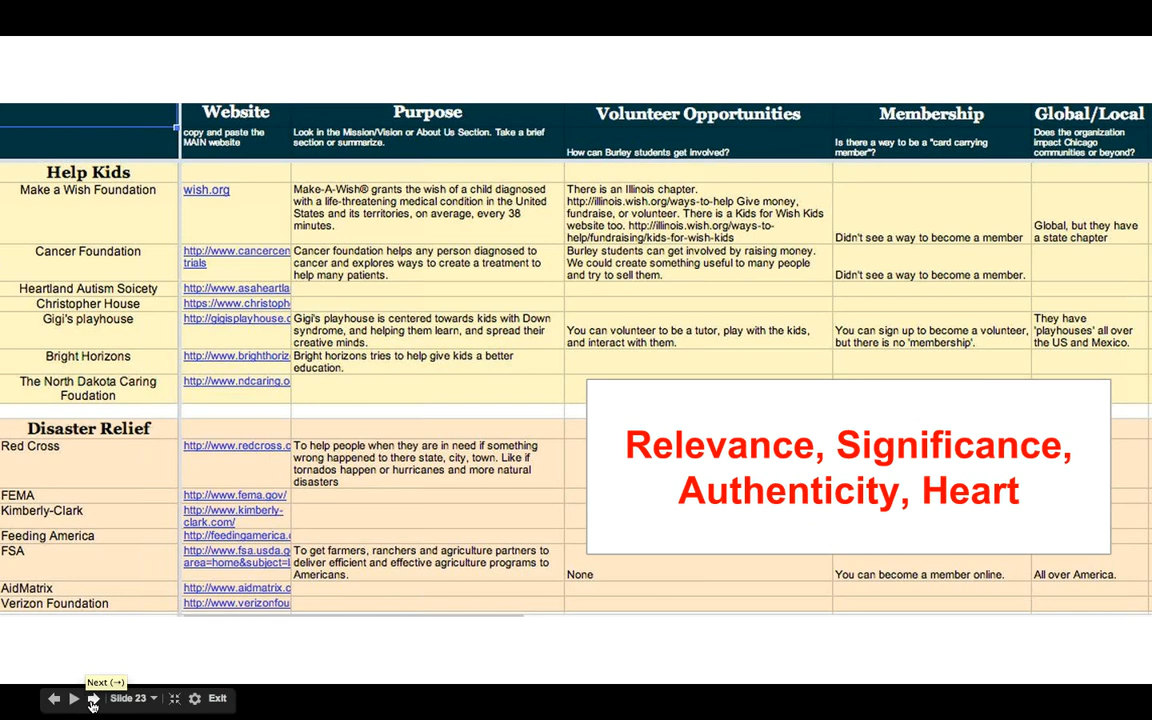 Website
Purpose
Volunteer Opportunities
Membership
Global/Local
copy and paste the
MAIN website
Look in the Mission/Vision or About Us Section. Take a brief
section or summarize.
How can Burley students get involved?
Is there a way to be a "card carrying
member"?
Does the organization
impact Chicago
communities or beyond?
Help Kids
Make a Wish Foundation
wish.org
Make-A-Wish® grants the wish of a child diagnosed
with a life-threatening medical condition in the United
States and its territories, on average, every 38
minutes.
There is an Illinois chapter.
http://illinois.wish.org/ways-to-help Give money,
fundraise, or volunteer. There is a Kids for Wish Kids
website too. http://illinois.wish.org/ways-to-
help/fundraising/kids-for-wish-kids
Didn't see a way to become a member
Global, but they have
a state chapter
Cancer Foundation
http://www.cancercen
trials
Cancer foundation helps any person diagnosed to
cancer and explores ways to create a treatment to
help many patients.
Burley students can get involved by raising money.
We could create something useful to many people
and try to sell them.
Didn't see a way to become a member.
Heartland Autism Soicety
http://www.asaheartla
Christopher House
https://www.christoph
Gigi's playhouse
http://gigisplayhouse.c
Gigi's playhouse is centered towards kids with Down
syndrome, and helping them learn, and spread their
creative minds.
You can volunteer to be a tutor, play with the kids,
and interact with them.
You can sign up to become a volunteer,
but there is no 'membership'.
They have
'playhouses' all over
the US and Mexico.
Bright Horizons
http://www.brighthoriz
Bright horizons tries to help give kids a better
education.
The North Dakota Caring
Foudation
http://www.ndcaring.o
Disaster Relief
Red Cross
http://www.redcross.c
To help people when they are in need if something
wrong happened to there state, city, town. Like if
tornados happen or hurricanes and more natural
disasters
Relevance, Significance,
Authenticity, Heart
FEMA
http://www.fema.gov/
Kimberly-Clark
http://www.kimberly-
clark.com/
Feeding America
http://feedingamerica.
FSA
http://www.fsa.usda.g
area=home&subject=l
To get farmers, ranchers and agriculture partners to
deliver efficient and effective agriculture programs to
Americans.
None
You can become a member online.
All over America.
AidMatrix
http://www.aidmatrix.c
Verizon Foundation
http://www.verizonfou
Next (→)
Slide 23
Exit